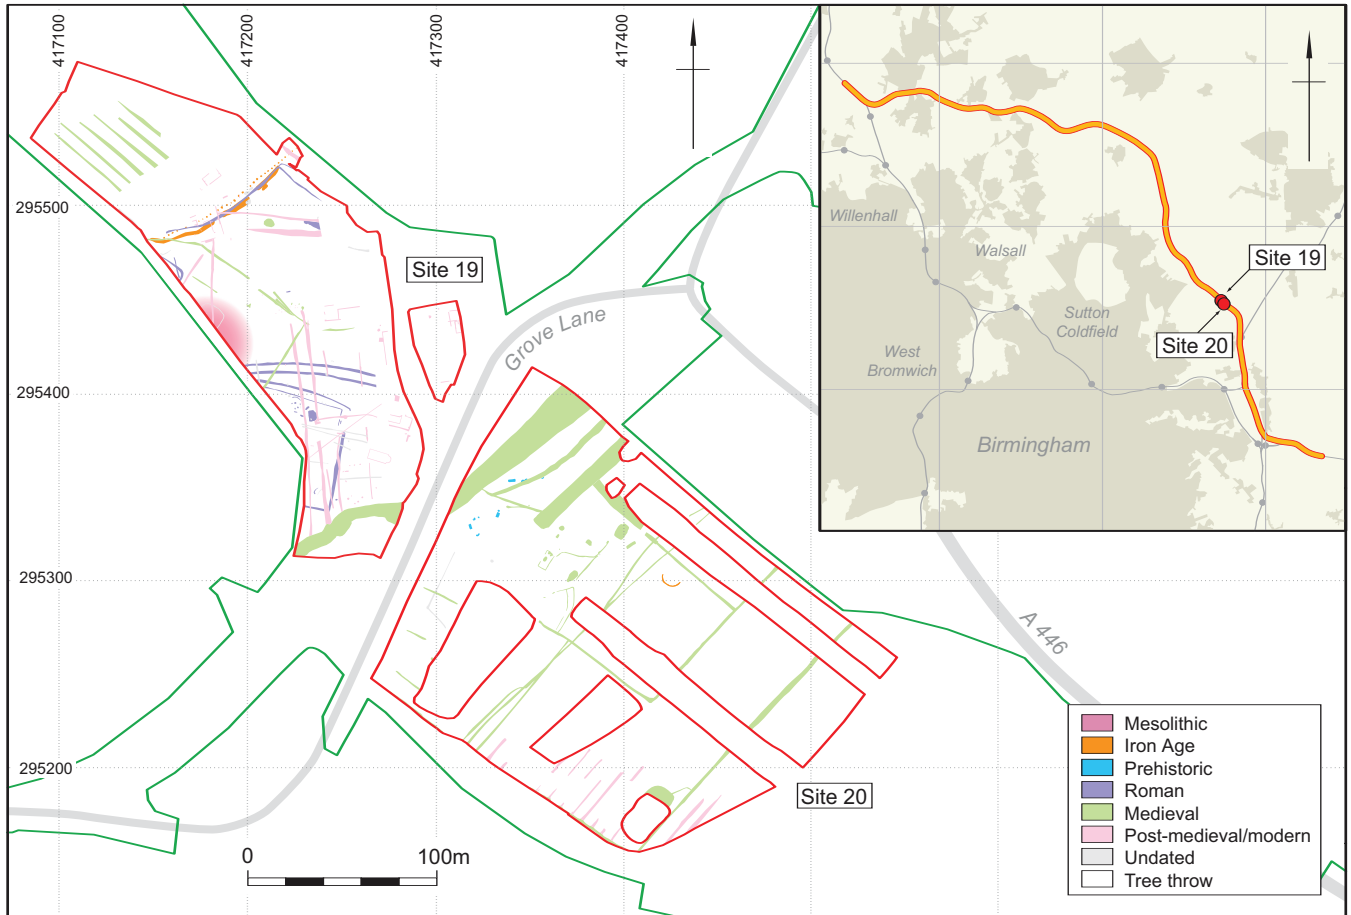 417100
417200
417300
417400
295500
295400
295300
295200
Site 19
Grove Lane
Site 20
A 446
0
100m
Willenhall
Walsall
Sutton
Coldfield
West
Bromwich
Birmingham
Site 19
Site 20
Mesolithic
Iron Age
Prehistoric
Roman
Medieval
Post-medieval/modern
Undated
Tree throw